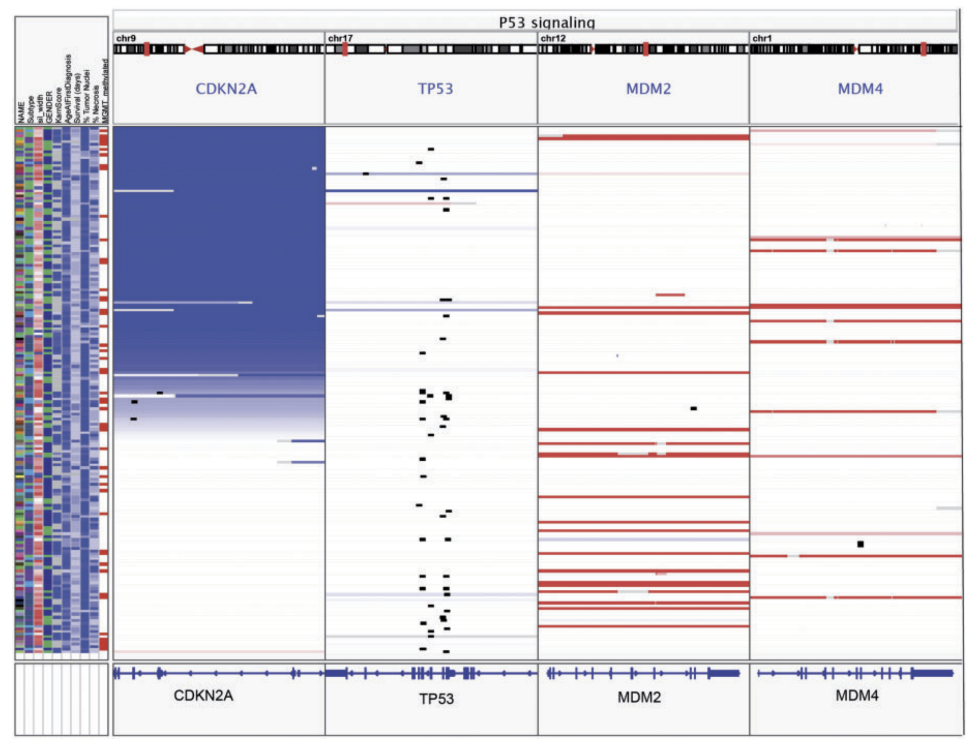 P53 signaling
chr9
chr17
chr12
chr1
CDKN2A
TP53
MDM2
MDM4
NAME
Subtype
sil_width
GENDER
KarnScore
AgeAtFirstDiagnosis
Survival (days)
% Tumor Nuclei
% Necrosis
MGMT_methylated
CDKN2A
TP53
MDM2
MDM4